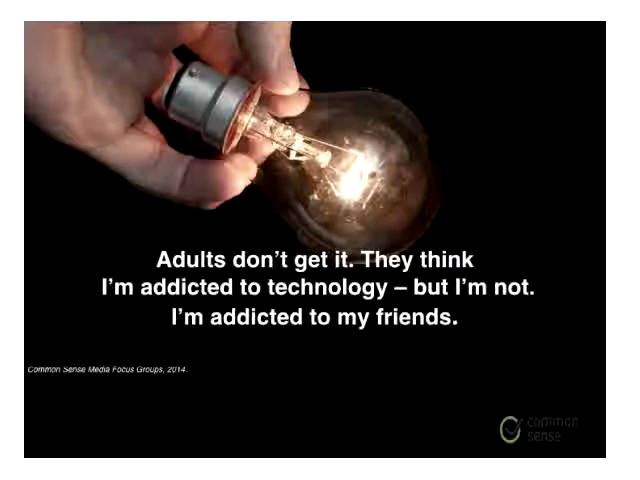 Adults don’t get it. They think
I’m addicted to technology – but I’m not.
I’m addicted to my friends.
Common Sense Media Focus Groups, 2014.
common
sense